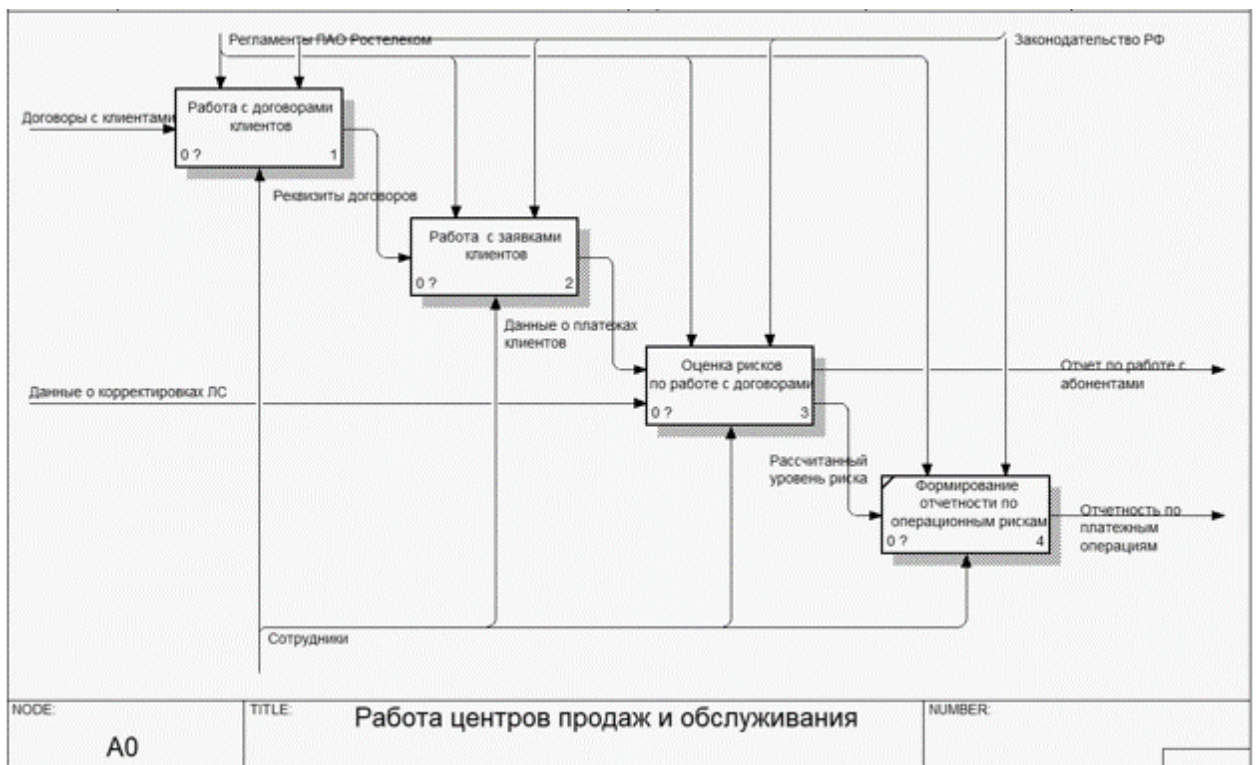 Регламенты ПАО Ростелеком
Законодательство РФ
Договоры с клиентами
Работа с договорами
клиентов
0 ?
1
Реквизиты договоров
Работа с заявками
клиентов
0 ?
2
Данные о платежах
клиентов
Данные о корректировках ЛС
Оценка рисков
по работе с договорами
0 ?
3
Отчет по работе с
абонентами
Рассчитанный
уровень риска
Формирование
отчетности по
операционным рискам
0 ?
4
Отчетность по
платежным
операциям
Сотрудники
NODE:
A0
TITLE:
Работа центров продаж и обслуживания
NUMBER: